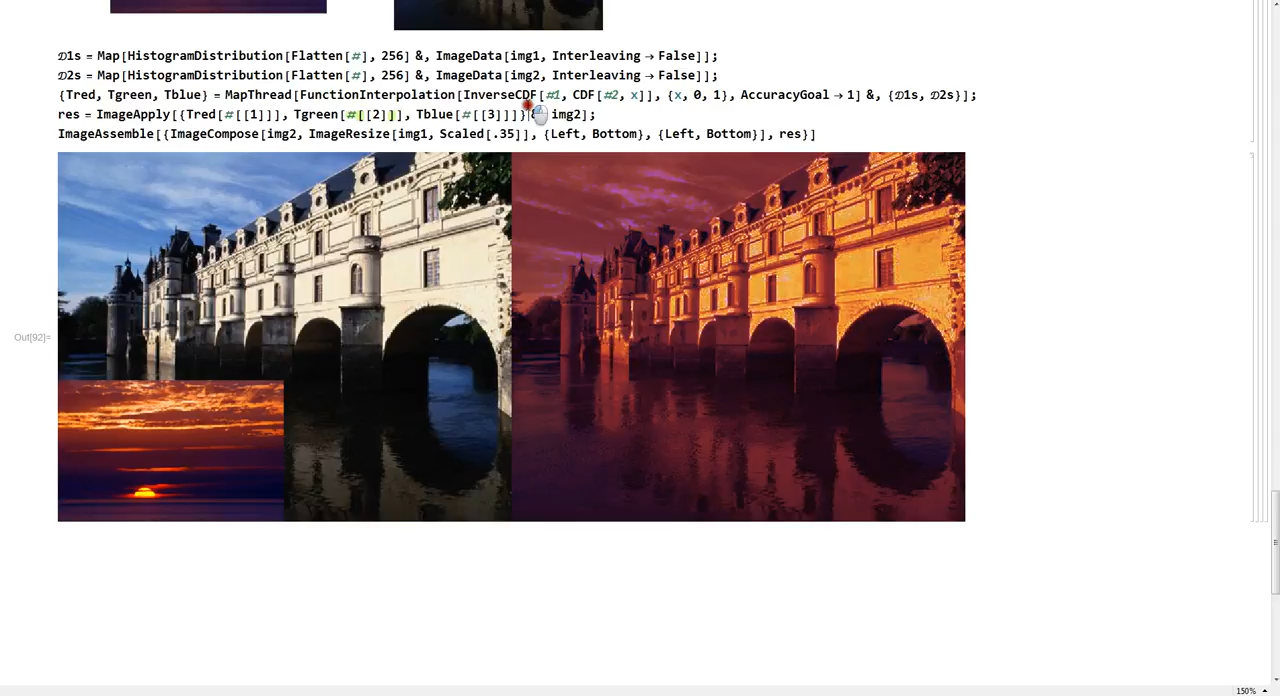 𝒟1s = Map[HistogramDistribution[Flatten[#], 256] &, ImageData[img1, Interleaving → False]];
𝒟2s = Map[HistogramDistribution[Flatten[#], 256] &, ImageData[img2, Interleaving → False]];
{Tred, Tgreen, Tblue} = MapThread[FunctionInterpolation[InverseCDF[#1, CDF[#2, x]], {x, 0, 1}, AccuracyGoal → 1] &, {𝒟1s, 𝒟2s}];
res = ImageApply[{Tred[#[[1]]], Tgreen[#[[2]]], Tblue[#[[3]]]} &, img2];
ImageAssemble[{ImageCompose[img2, ImageResize[img1, Scaled[.35]], {Left, Bottom}, {Left, Bottom}], res}]
Out[92]=
150%